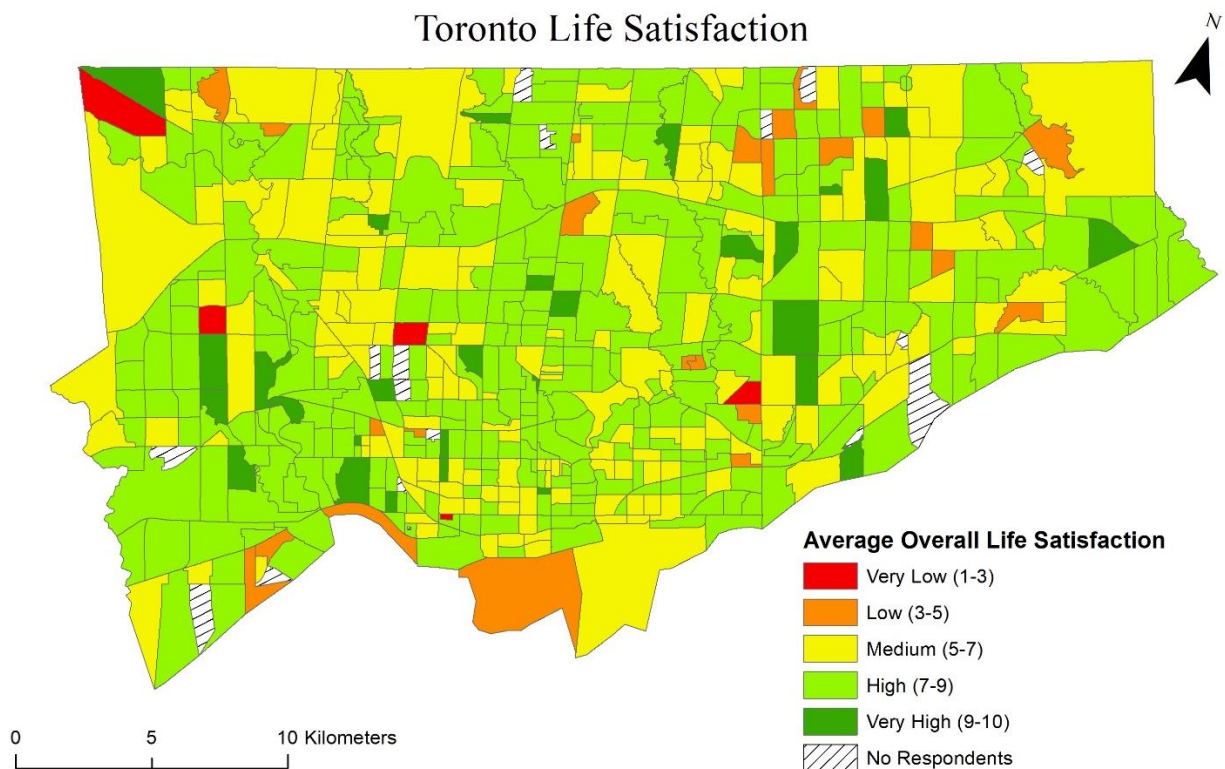 Toronto Life Satisfaction
N
Average Overall Life Satisfaction
Very Low (1-3)
Low (3-5)
Medium (5-7)
High (7-9)
Very High (9-10)
No Respondents
0 5 10 Kilometers